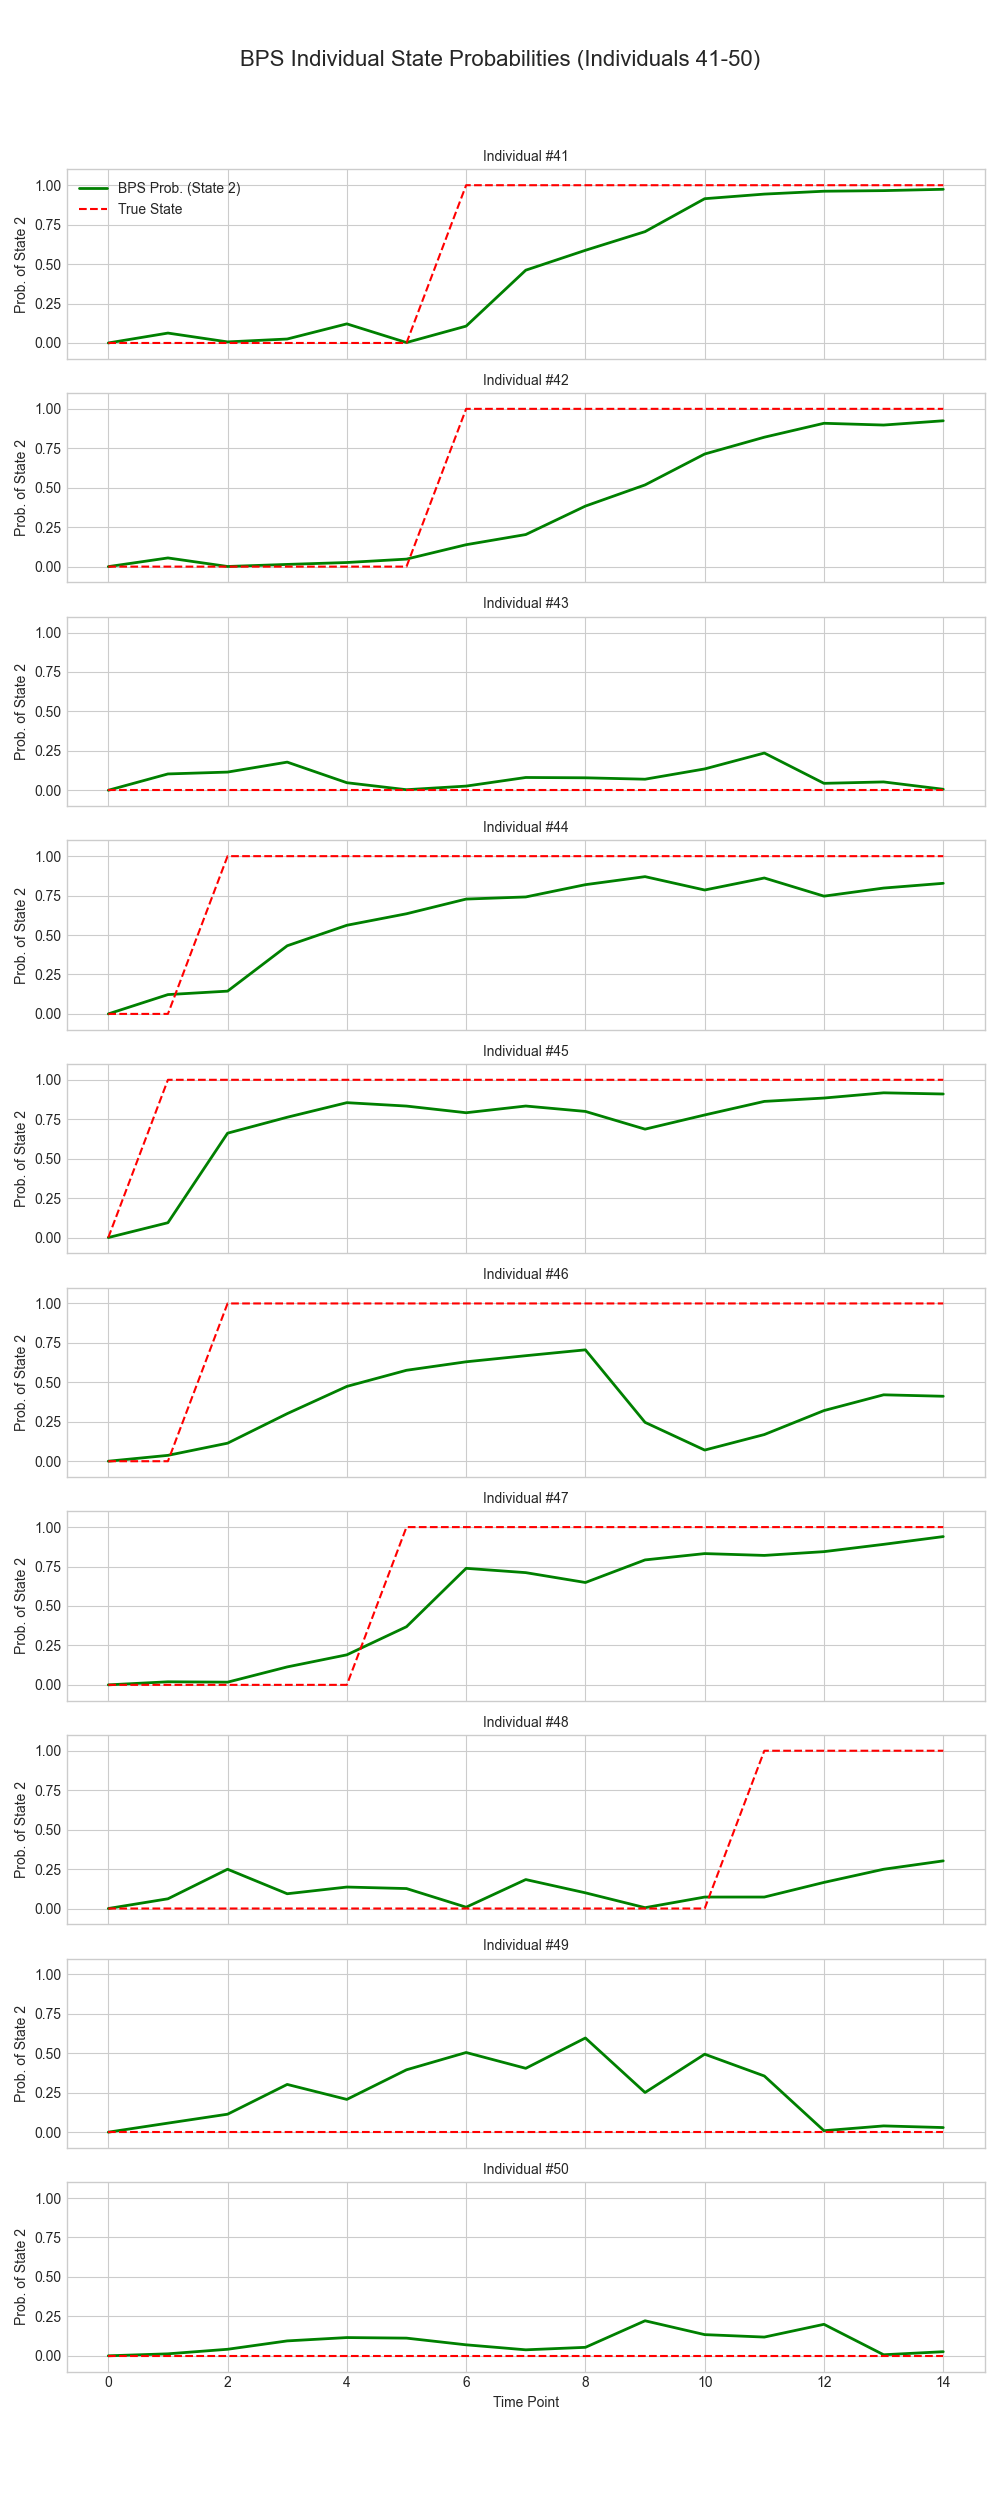 BPS Individual State Probabilities (Individuals 41-50)
Individual #41
BPS Prob. (State 2)
True State
Prob. of State 2
1.00
0.75
0.50
0.25
0.00
Individual #42
Prob. of State 2
1.00
0.75
0.50
0.25
0.00
Individual #43
Prob. of State 2
1.00
0.75
0.50
0.25
0.00
Individual #44
Prob. of State 2
1.00
0.75
0.50
0.25
0.00
Individual #45
Prob. of State 2
1.00
0.75
0.50
0.25
0.00
Individual #46
Prob. of State 2
1.00
0.75
0.50
0.25
0.00
Individual #47
Prob. of State 2
1.00
0.75
0.50
0.25
0.00
Individual #48
Prob. of State 2
1.00
0.75
0.50
0.25
0.00
Individual #49
Prob. of State 2
1.00
0.75
0.50
0.25
0.00
Individual #50
Prob. of State 2
1.00
0.75
0.50
0.25
0.00
0 2 4 6 8 10 12 14
Time Point